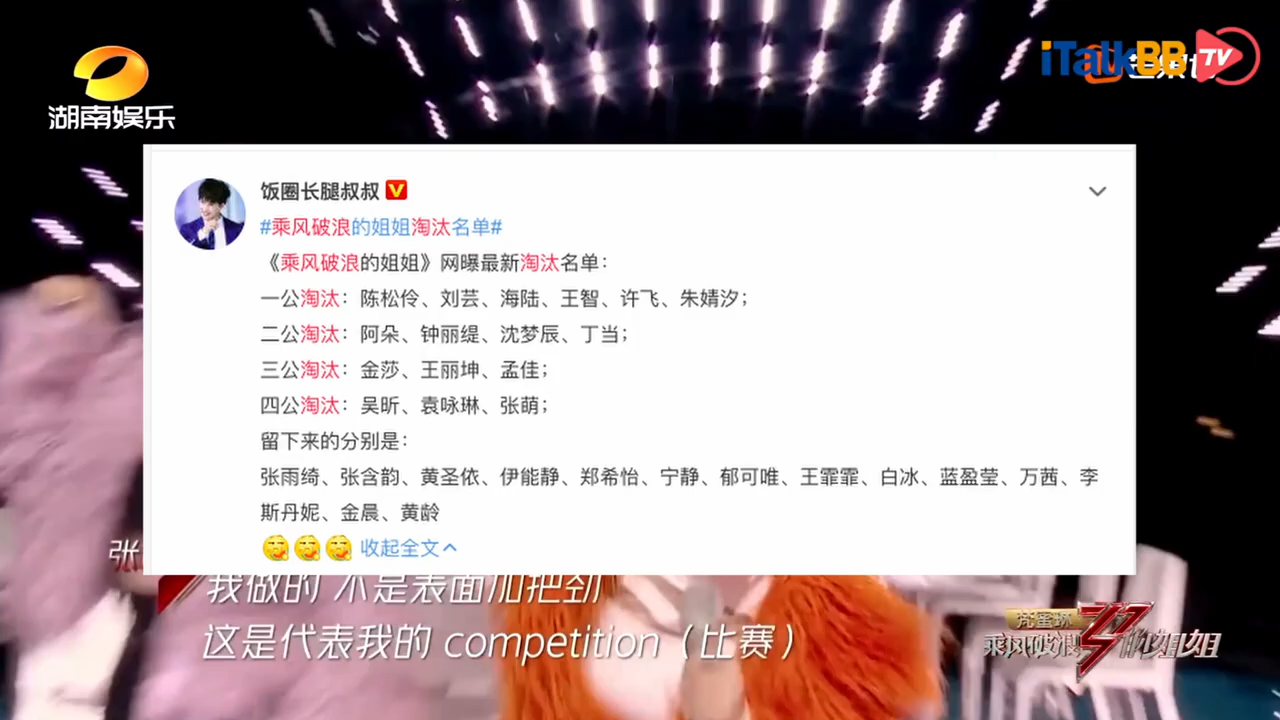 湖南娱乐
iTalkBB TV
饭圈长腿叔叔
#乘风破浪的姐姐淘汰名单#
《乘风破浪的姐姐》网曝最新淘汰名单：
一公淘汰：陈松伶、刘芸、海陆、王智、许飞、朱婧汐；
二公淘汰：阿朵、钟丽缇、沈梦辰、丁当；
三公淘汰：金莎、王丽坤、孟佳；
四公淘汰：吴昕、袁咏琳、张萌；
留下来的分别是：
张雨绮、张含韵、黄圣依、伊能静、郑希怡、宁静、郁可唯、王霏霏、白冰、蓝盈莹、万茜、李
斯丹妮、金晨、黄龄
收起全文
张
我做的 不是表面加把劲
这是代表我的 competition（比赛）
梵蜜琳
乘风破浪的姐姐